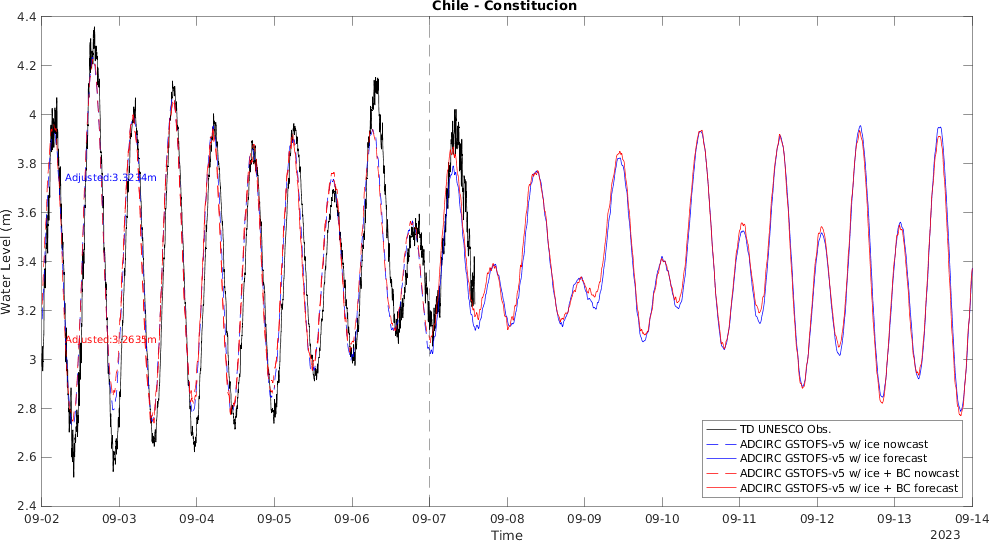 Chile - Constitucion
4.4
4.2
4
3.8
3.6
3.4
3.2
3
2.8
2.6
2.4
Water Level (m)
Adjusted:3.3234m
Adjusted:3.2635m
TD UNESCO Obs.
ADCIRC GSTOFS-v5 w/ ice nowcast
ADCIRC GSTOFS-v5 w/ ice forecast
ADCIRC GSTOFS-v5 w/ ice + BC nowcast
ADCIRC GSTOFS-v5 w/ ice + BC forecast
09-02 09-03 09-04 09-05 09-06 09-07 09-08 09-09 09-10 09-11 09-12 09-13 09-14
Time
2023